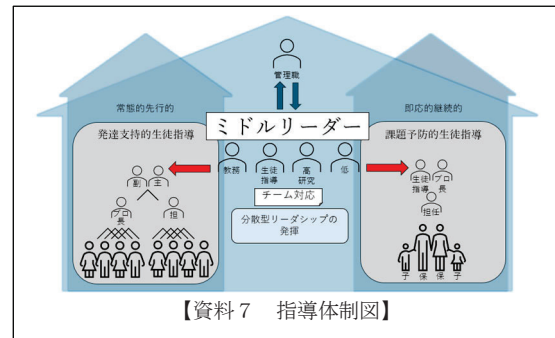 管理職
常態的先行的
即応的継続的
ミドルリーダー
発達支持的生徒指導
課題予防的生徒指導
教務
生徒
指導
高
研究
低
チーム対応
分散型リーダシップの
発揮
副
主
ブロ
長
担
生徒
指導
ブロ
長
担任
子
保
保
子
【資料7 指導体制図】